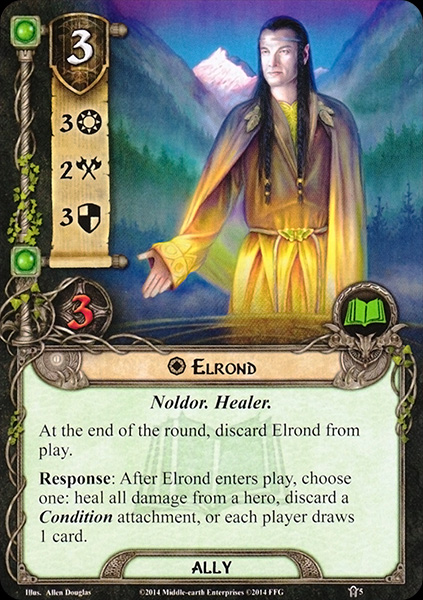 3
3
2
3
3
Elrond
Noldor. Healer.
At the end of the round, discard Elrond from
play.
Response: After Elrond enters play, choose
one: heal all damage from a hero, discard a
Condition attachment, or each player draws
1 card.
ALLY
Illus. Allen Douglas
©2014 Middle-earth Enterprises ©2014 FFG
5